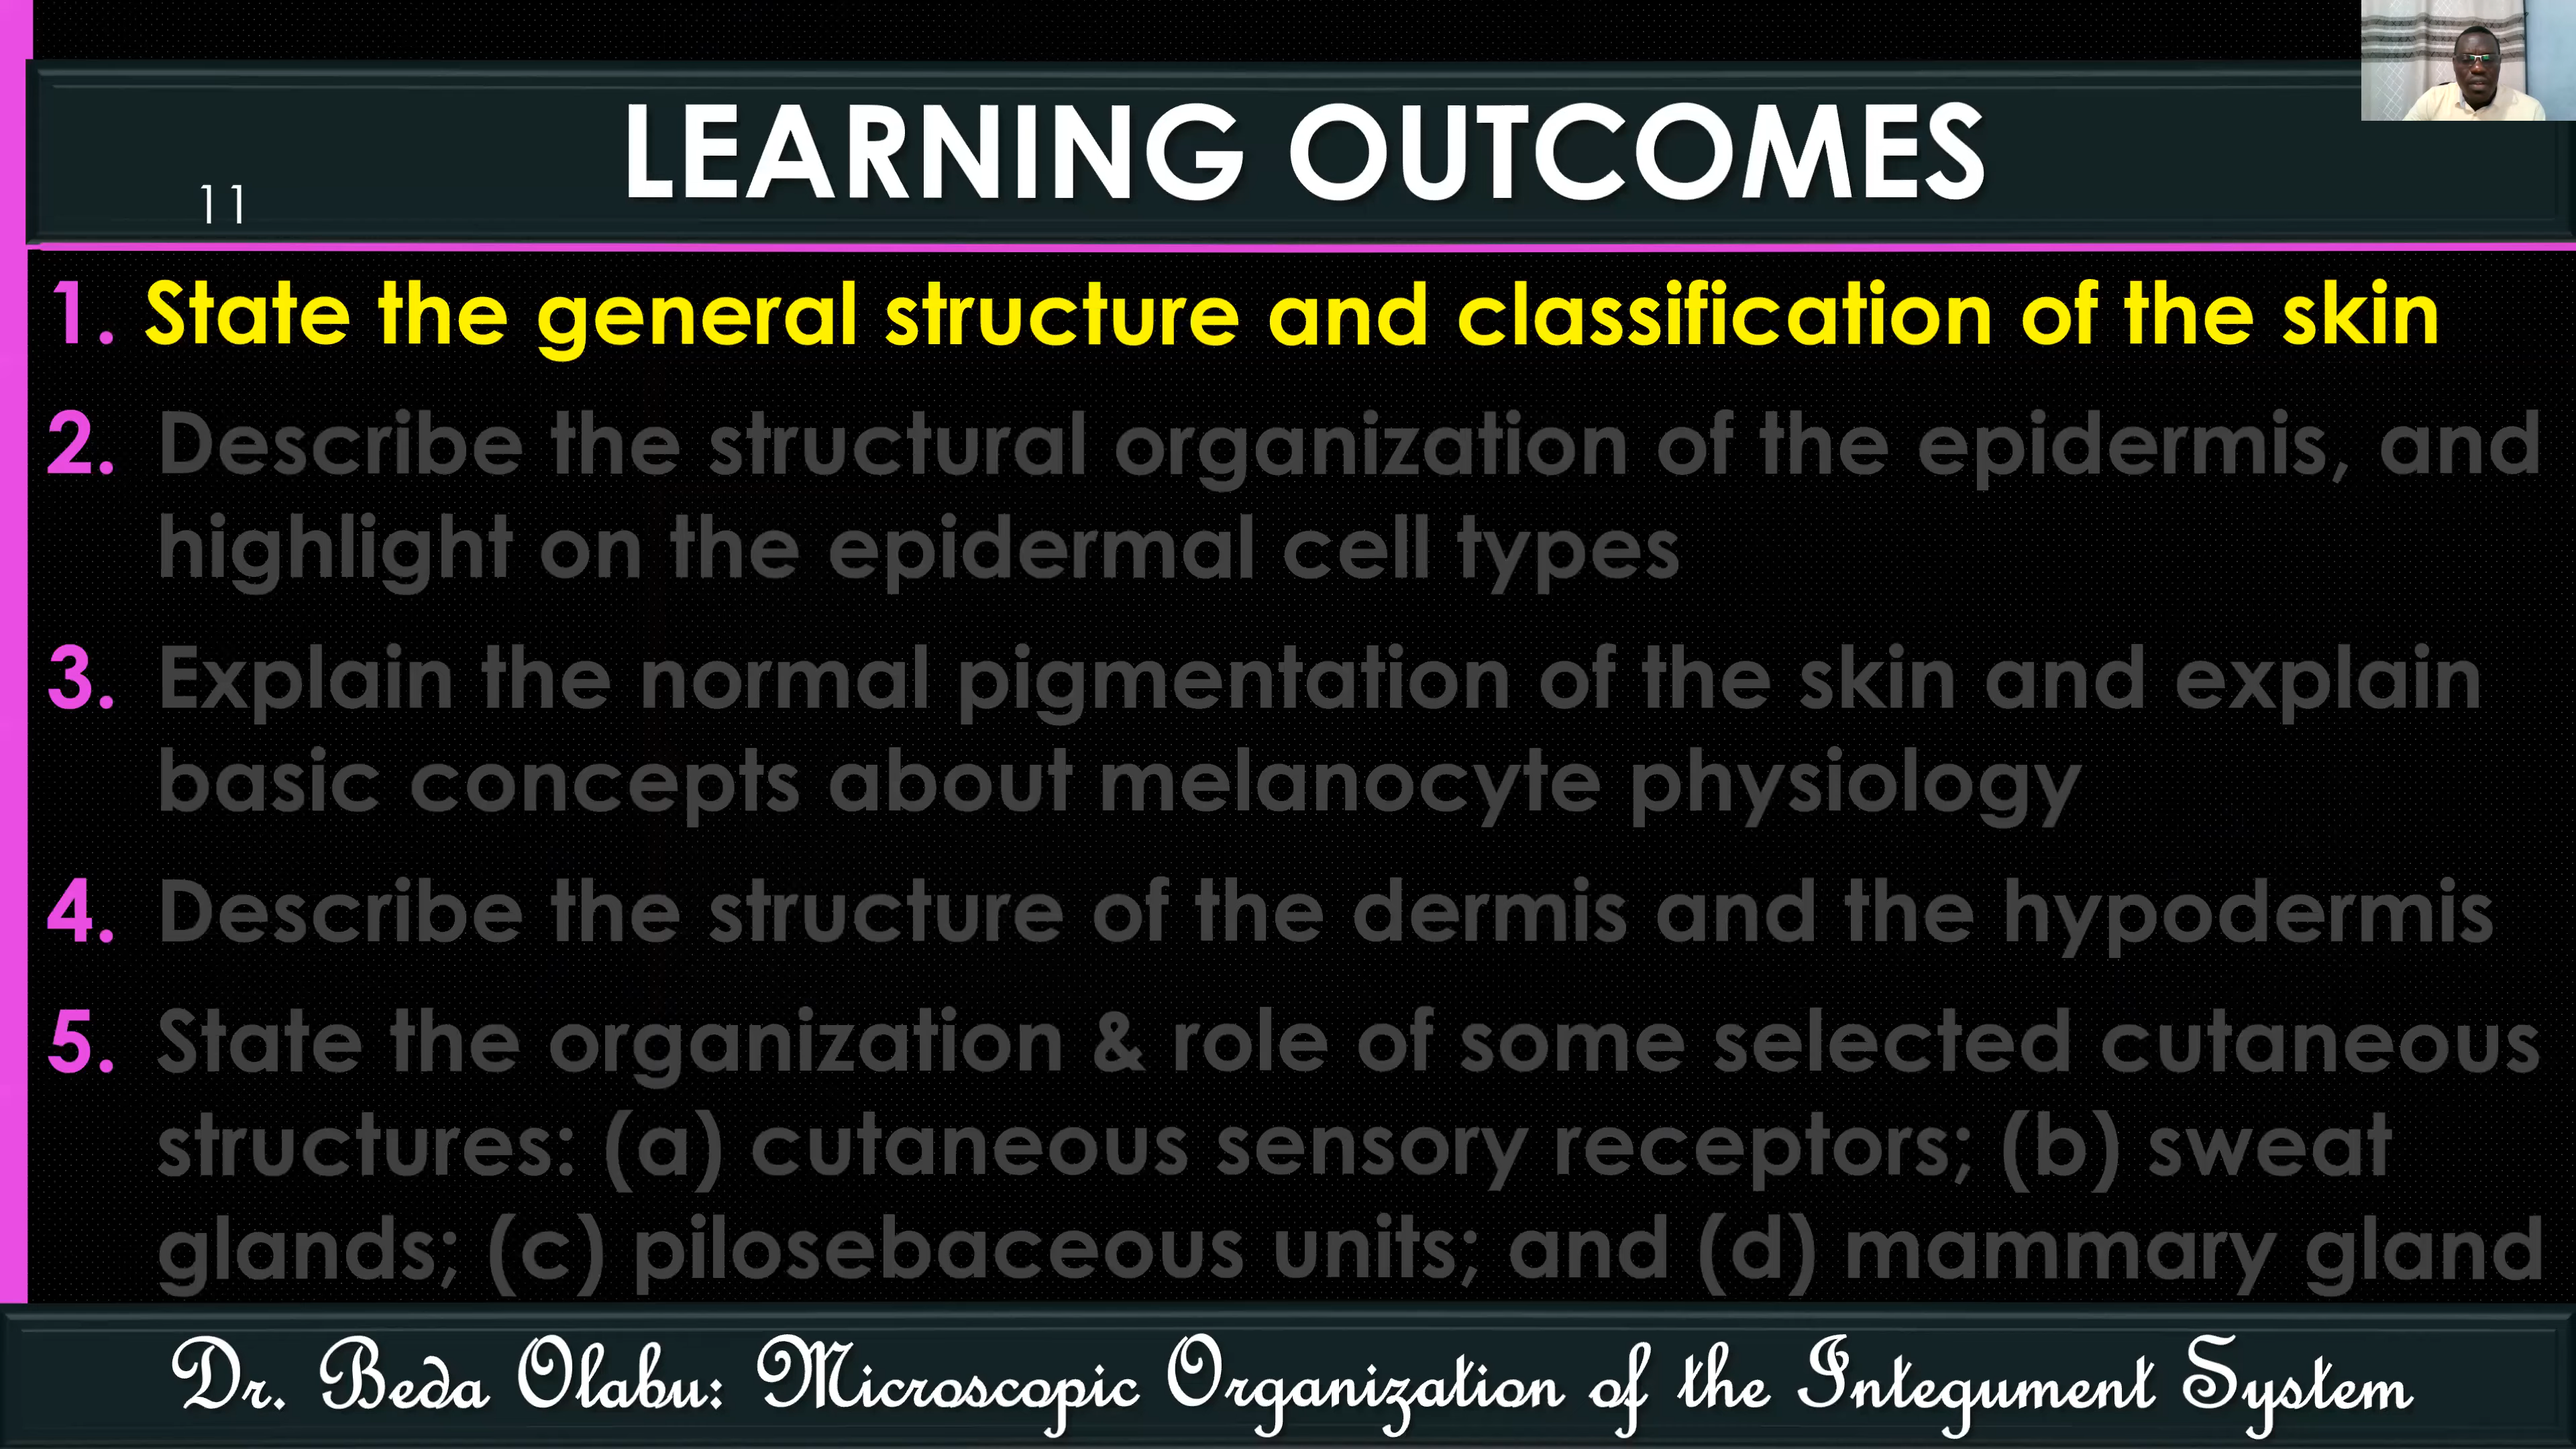 LEARNING OUTCOMES
11
1. State the general structure and classification of the skin
2. Describe the structural organization of the epidermis, and
highlight on the epidermal cell types
3. Explain the normal pigmentation of the skin and explain
basic concepts about melanocyte physiology
4. Describe the structure of the dermis and the hypodermis
5. State the organization & role of some selected cutaneous
structures: (a) cutaneous sensory receptors; (b) sweat
glands; (c) pilosebaceous units; and (d) mammary gland
Dr. Beda Olabu: Microscopic Organization of the Integument System